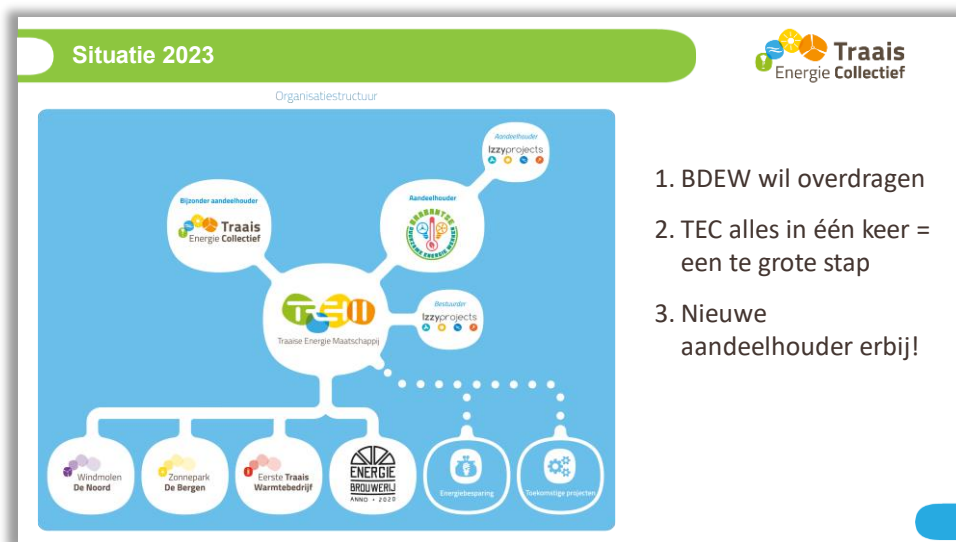 Situatie 2023
Traais
Energie Collectief
Organisatiestructuur
Aandeelhouder
Izzyprojects
Bijzonder aandeelhouder
Traais
Energie Collectief
Aandeelhouder
TREM
Traaise Energie Maatschappij
Bestuurder
Izzyprojects
Windmolen
De Noord
Zonnepark
De Bergen
Eerste Traais
Warmtebedrijf
ENERGIE
BROUWERIJ
ANNO • 2020
Energiebesparing
Toekomstige projecten
1. BDEW wil overdragen
2. TEC alles in één keer =
een te grote stap
3. Nieuwe
aandeelhouder erbij!